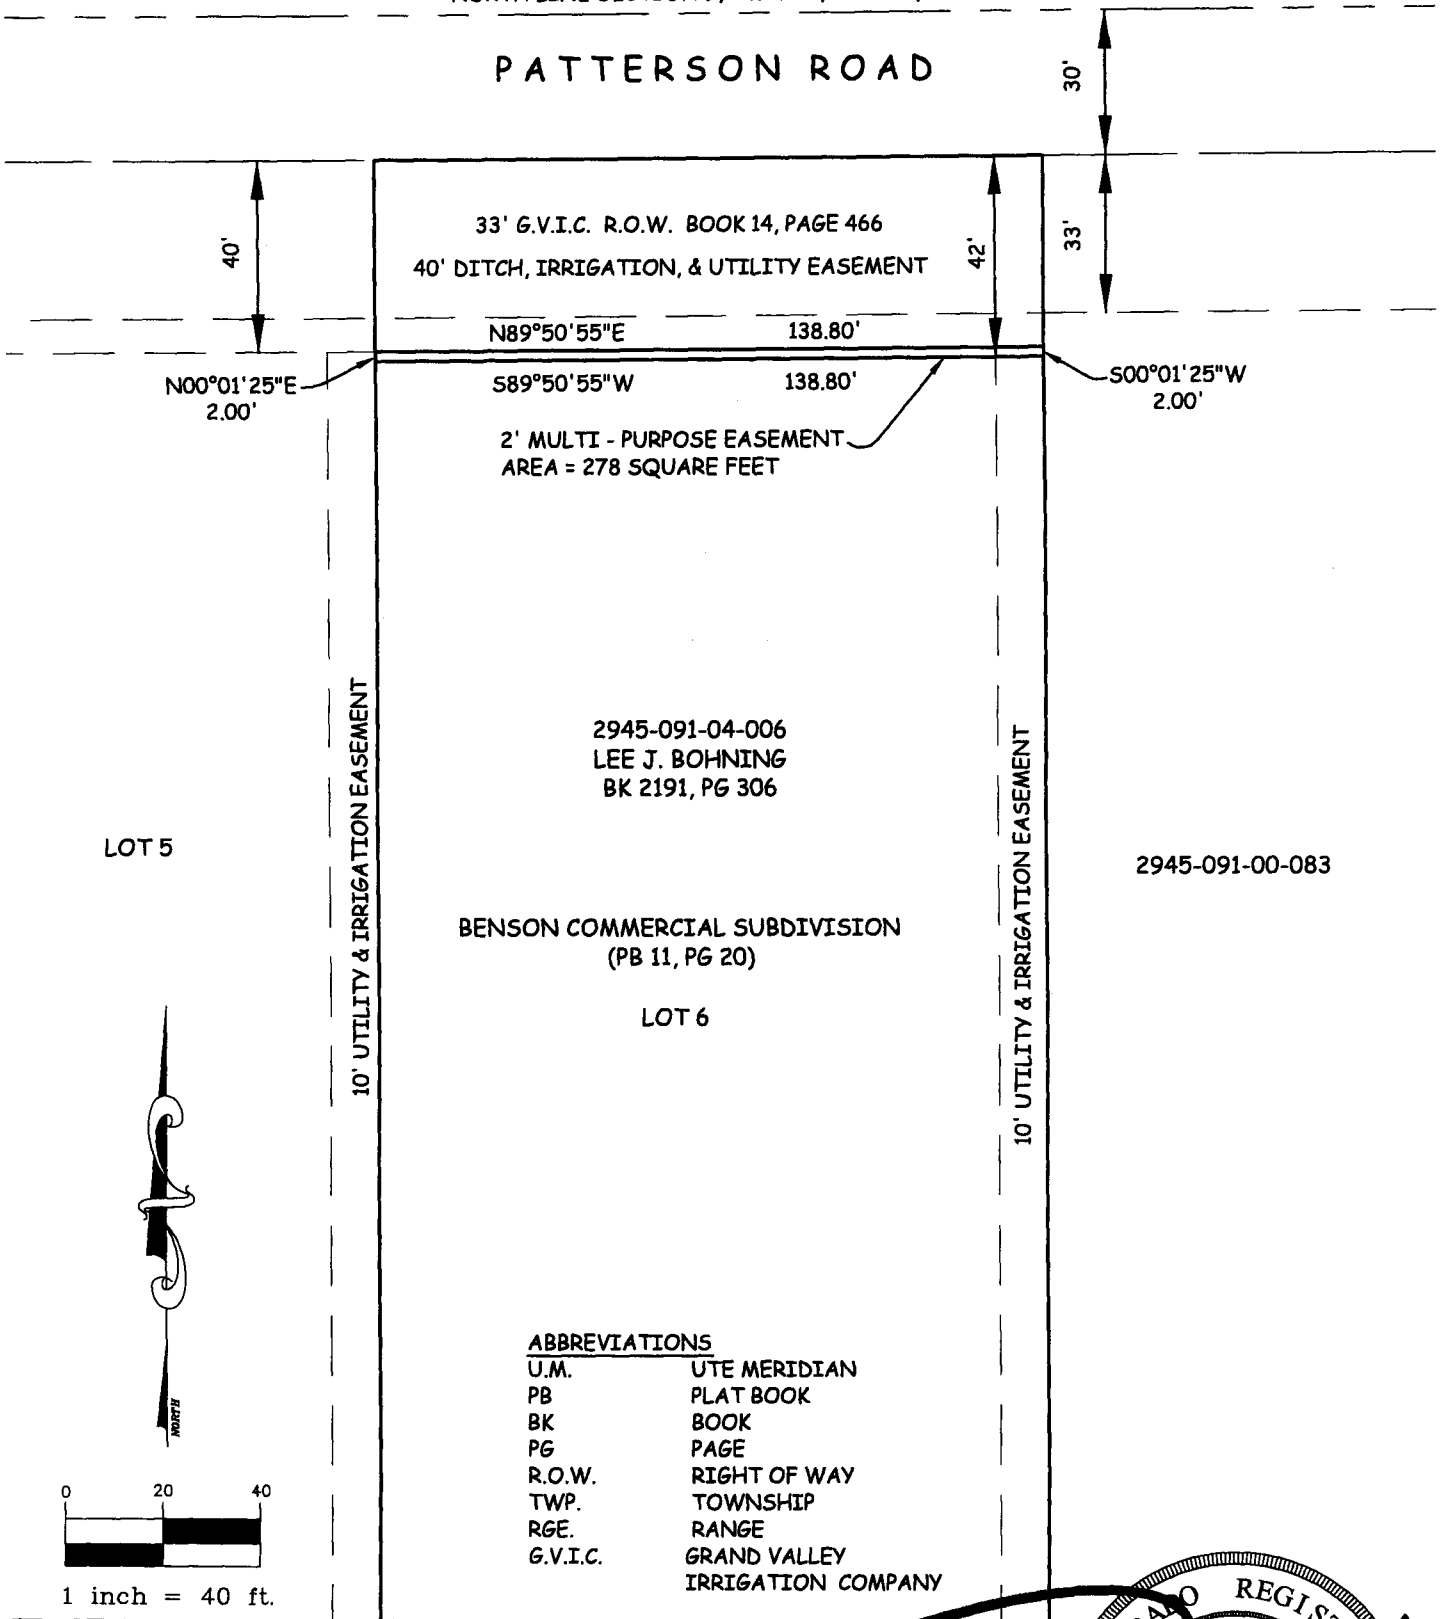 PATTERSON ROAD
30'
40'
33' G.V.I.C. R.O.W. BOOK 14, PAGE 466
42'
33'
40' DITCH, IRRIGATION, & UTILITY EASEMENT
N89°50'55"E 138.80'
N00°01'25"E
2.00'
S89°50'55"W 138.80'
S00°01'25"W
2.00'
2' MULTI - PURPOSE EASEMENT
AREA = 278 SQUARE FEET
10' UTILITY & IRRIGATION EASEMENT
2945-091-04-006
LEE J. BOHNING
BK 2191, PG 306
10' UTILITY & IRRIGATION EASEMENT
LOT 5
2945-091-00-083
BENSON COMMERCIAL SUBDIVISION
(PB 11, PG 20)
LOT 6
NORTH
ABBREVIATIONS
U.M. UTE MERIDIAN
PB PLAT BOOK
BK BOOK
PG PAGE
R.O.W. RIGHT OF WAY
TWP. TOWNSHIP
RGE. RANGE
G.V.I.C. GRAND VALLEY
IRRIGATION COMPANY
0 20 40
1 inch = 40 ft.